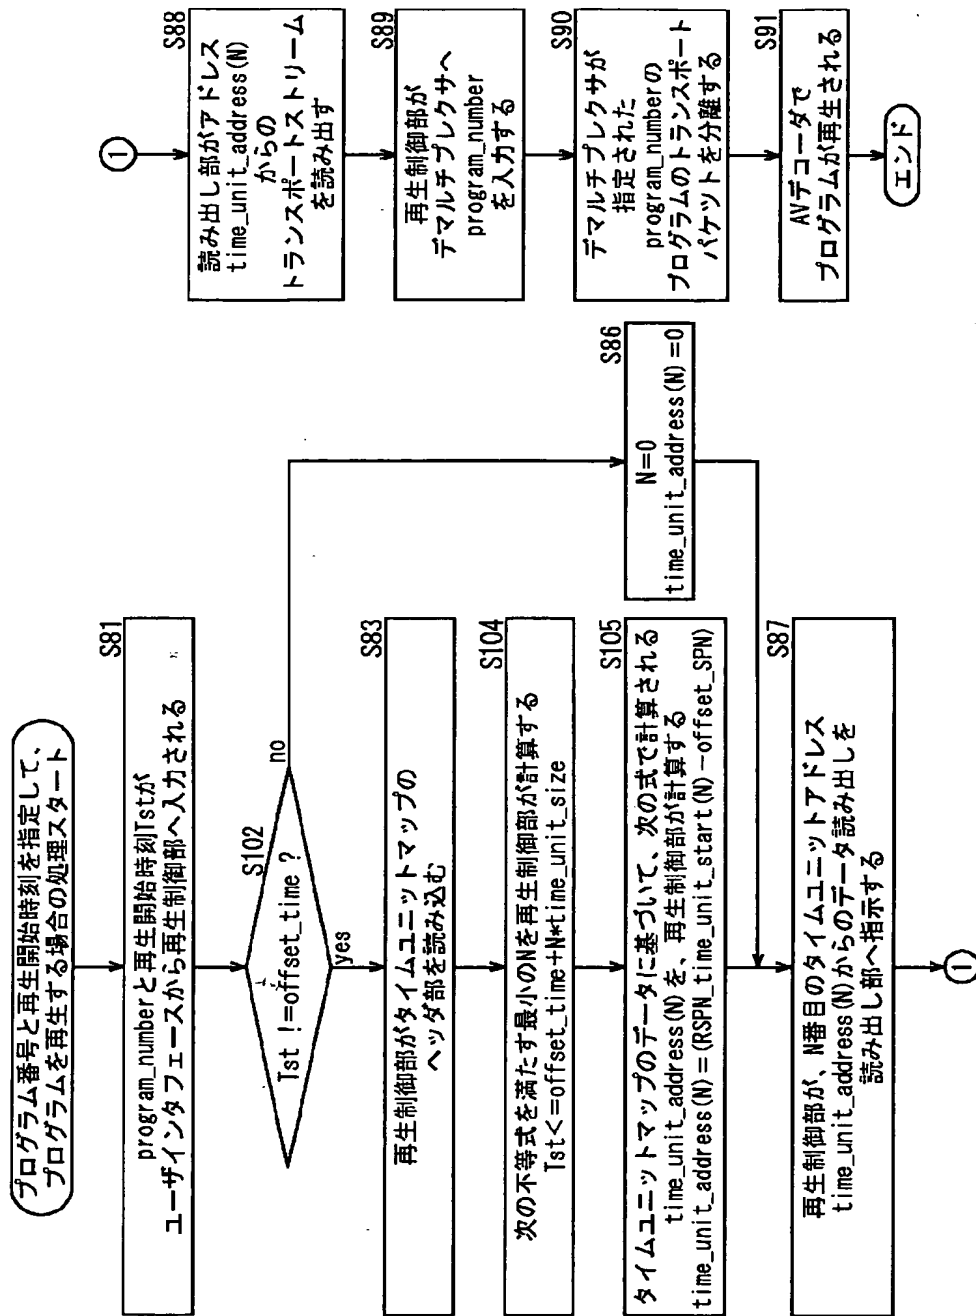 プログラム番号と再生開始時刻を指定して、
プログラムを再生する場合の処理スタート
S81
program_numberと再生開始時刻Tstが
ユーザインタフェースから再生制御部へ入力される
S102
Tst !=offset_time ?
no
yes
S83
再生制御部がタイムユニットマップの
ヘッダ部を読み込む
S104
次の不等式を満たす最小のNを再生制御部が計算する
Tst<=offset_time+N*time_unit_size
S105
タイムユニットマップのデータに基づいて、次の式で計算される
time_unit_address(N)を、再生制御部が計算する
time_unit_address(N)=(RSPN_time_unit_start(N)-offset_SPN)
S86
N=0
time_unit_address(N)=0
S87
再生制御部が、N番目のタイムユニットアドレス
time_unit_address(N)からのデータ読み出しを
読み出し部へ指示する
1
1
S88
読み出し部がアドレス
time_unit_address(N)
からの
トランスポートストリーム
を読み出す
S89
再生制御部が
デマルチプレクサへ
program_number
を入力する
S90
デマルチプレクサが
指定された
program_numberの
プログラムのトランスポート
パケットを分離する
S91
AVデコーダで
プログラムが再生される
エンド